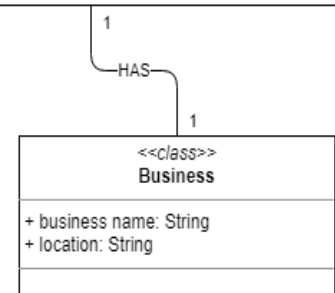 1
HAS
1
<<class>>
Business
+ business name: String
+ location: String